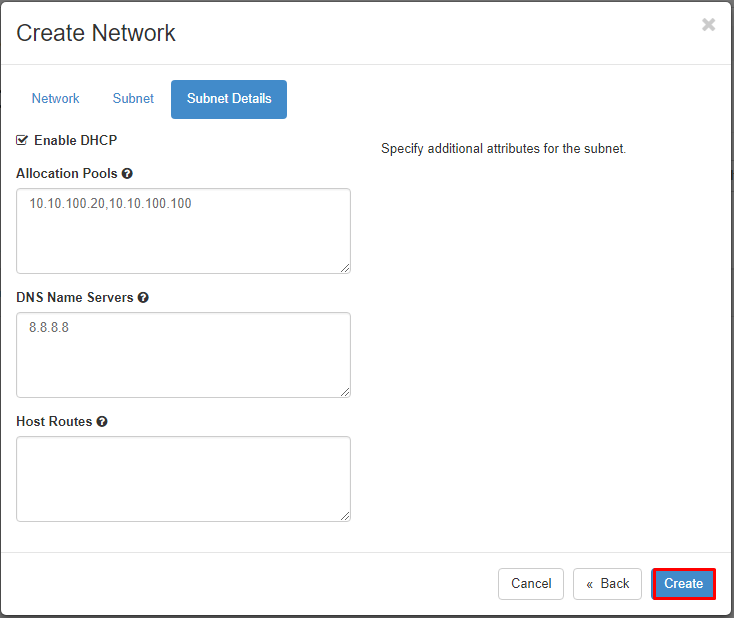 Create Network
×
Network Subnet Subnet Details
Enable DHCP
Specify additional attributes for the subnet.
Allocation Pools
10.10.100.20,10.10.100.100
DNS Name Servers
8.8.8.8
Host Routes
Cancel « Back Create